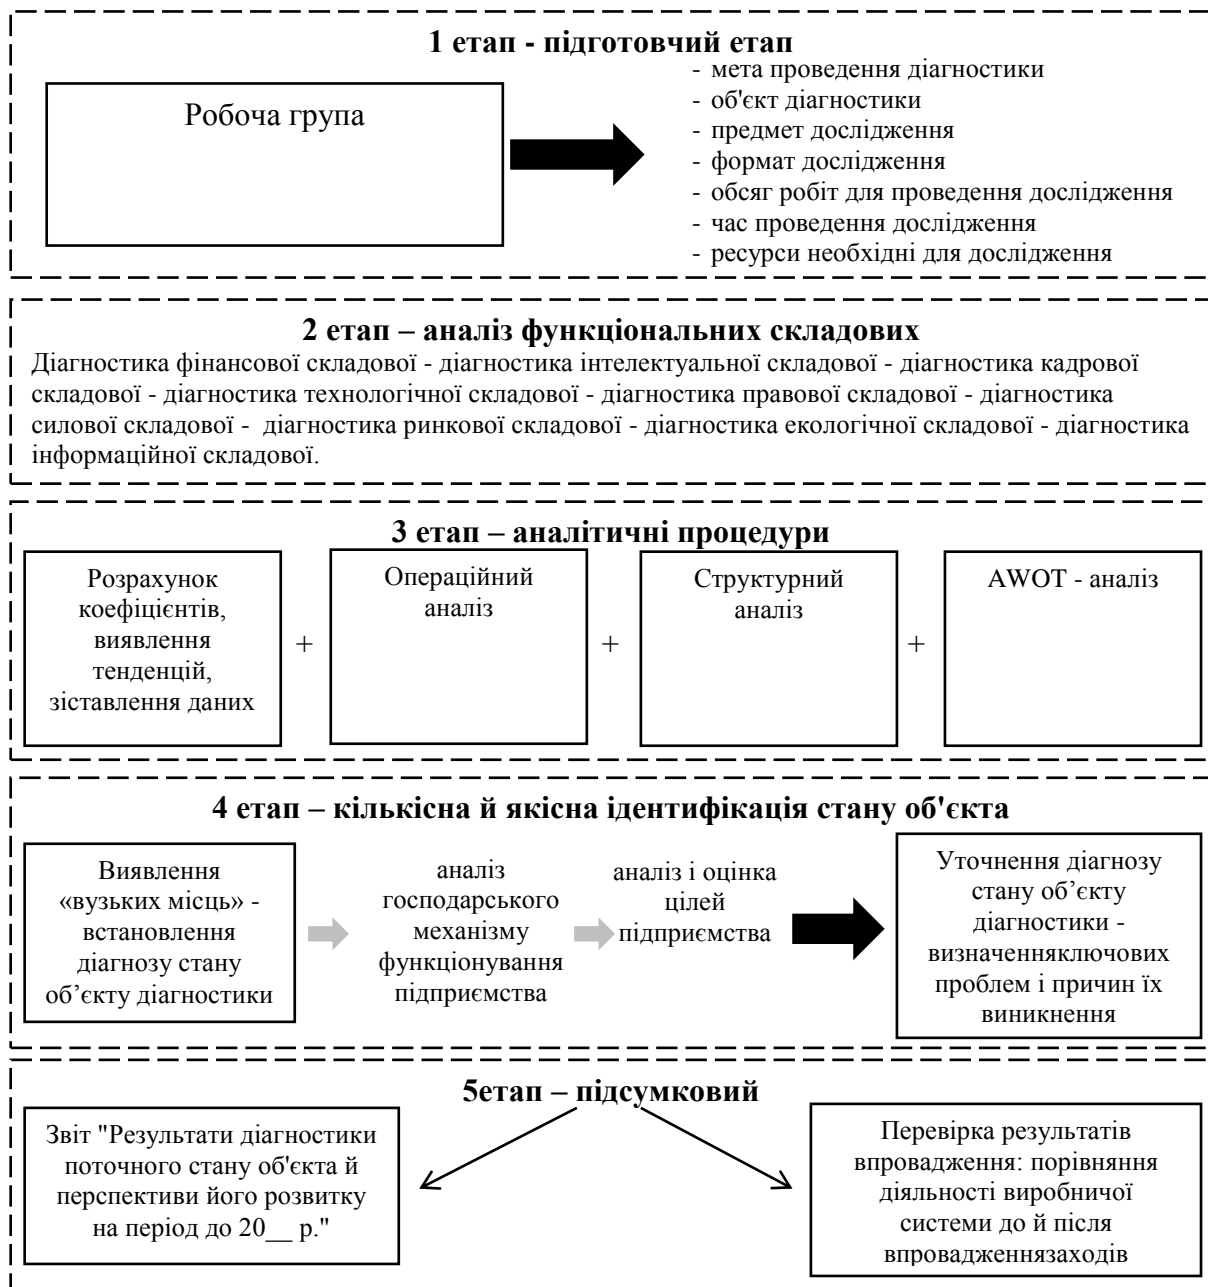 1 етап - підготовчий етап
Робоча група
- мета проведення діагностики
- об'єкт діагностики
- предмет дослідження
- формат дослідження
- обсяг робіт для проведення дослідження
- час проведення дослідження
- ресурси необхідні для дослідження
2 етап – аналіз функціональних складових
Діагностика фінансової складової - діагностика інтелектуальної складової - діагностика кадрової
складової - діагностика технологічної складової - діагностика правової складової - діагностика
силової складової - діагностика ринкової складової - діагностика екологічної складової - діагностика
інформаційної складової.
3 етап – аналітичні процедури
Розрахунок
коефіцієнтів,
виявлення
тенденцій,
зіставлення даних
+
Операційний
аналіз
+
Структурний
аналіз
+
AWOT - аналіз
4 етап – кількісна й якісна ідентифікація стану об'єкта
Виявлення
«вузьких місць» -
встановлення
діагнозу стану
об’єкту діагностики
аналіз
господарського
механізму
функціонування
підприємства
аналіз і оцінка
цілей
підприємства
Уточнення діагнозу
стану об’єкту
діагностики -
визначенняключових
проблем і причин їх
виникнення
5етап – підсумковий
Звіт "Результати діагностики
поточного стану об'єкта й
перспективи його розвитку
на період до 20__ р."
Перевірка результатів
впровадження: порівняння
діяльності виробничої
системи до й після
впровадженнязаходів